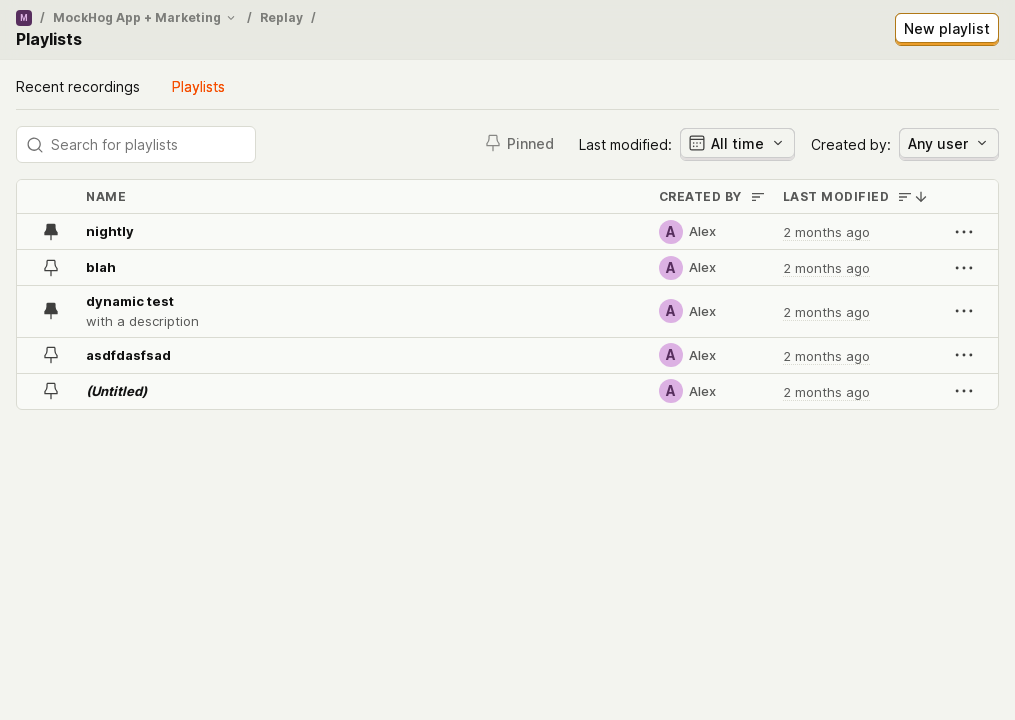 M / MockHog App + Marketing / Replay /
Playlists
New playlist
Recent recordings Playlists
Search for playlists
Pinned Last modified: All time Created by: Any user
NAME CREATED BY LAST MODIFIED
nightly A Alex 2 months ago
blah A Alex 2 months ago
dynamic test
with a description
A Alex 2 months ago
asdfdasfsad A Alex 2 months ago
(Untitled) A Alex 2 months ago